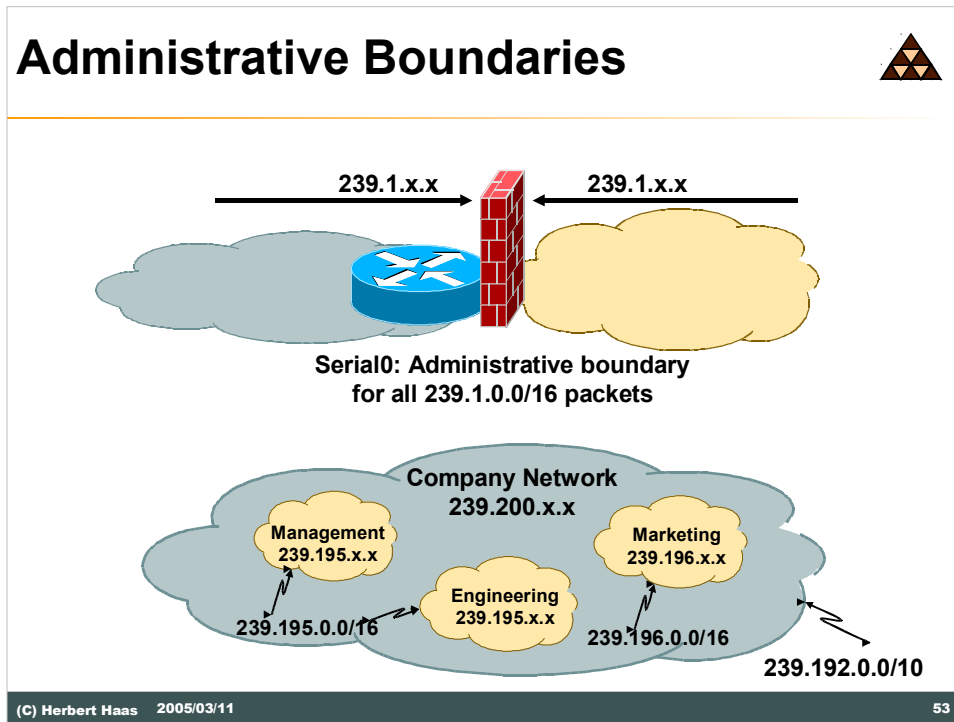 Administrative Boundaries
239.1.x.x
239.1.x.x
Serial0: Administrative boundary
for all 239.1.0.0/16 packets
Company Network
239.200.x.x
Management
239.195.x.x
Marketing
239.196.x.x
Engineering
239.195.x.x
239.195.0.0/16
239.196.0.0/16
239.192.0.0/10
(C) Herbert Haas 2005/03/11
53